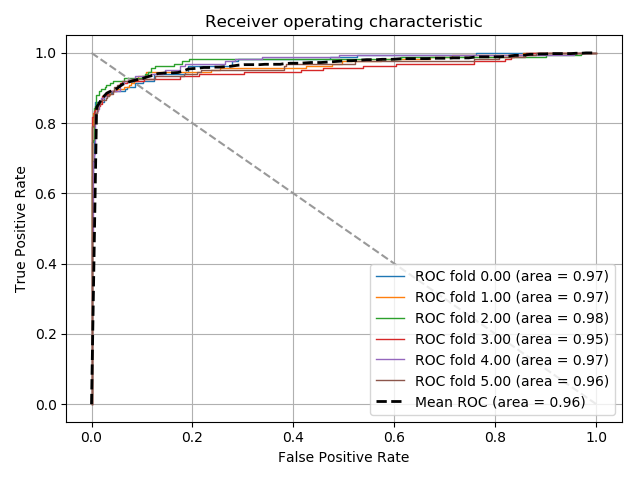 Receiver operating characteristic
True Positive Rate
1.0
0.8
0.6
0.4
0.2
0.0
ROC fold 0.00 (area = 0.97)
ROC fold 1.00 (area = 0.97)
ROC fold 2.00 (area = 0.98)
ROC fold 3.00 (area = 0.95)
ROC fold 4.00 (area = 0.97)
ROC fold 5.00 (area = 0.96)
Mean ROC (area = 0.96)
0.0 0.2 0.4 0.6 0.8 1.0
False Positive Rate